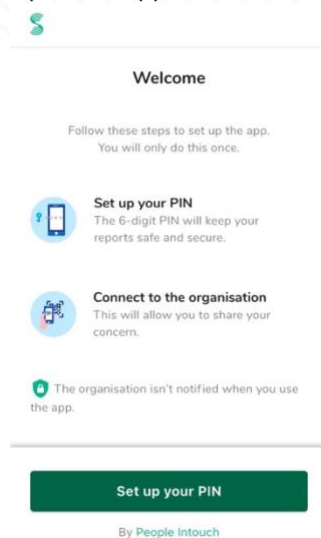 Welcome
Follow these steps to set up the app.
You will only do this once.
Set up your PIN
The 6-digit PIN will keep your
reports safe and secure.
Connect to the organisation
This will allow you to share your
concern.
The organisation isn't notified when you use
the app.
Set up your PIN
By People Intouch